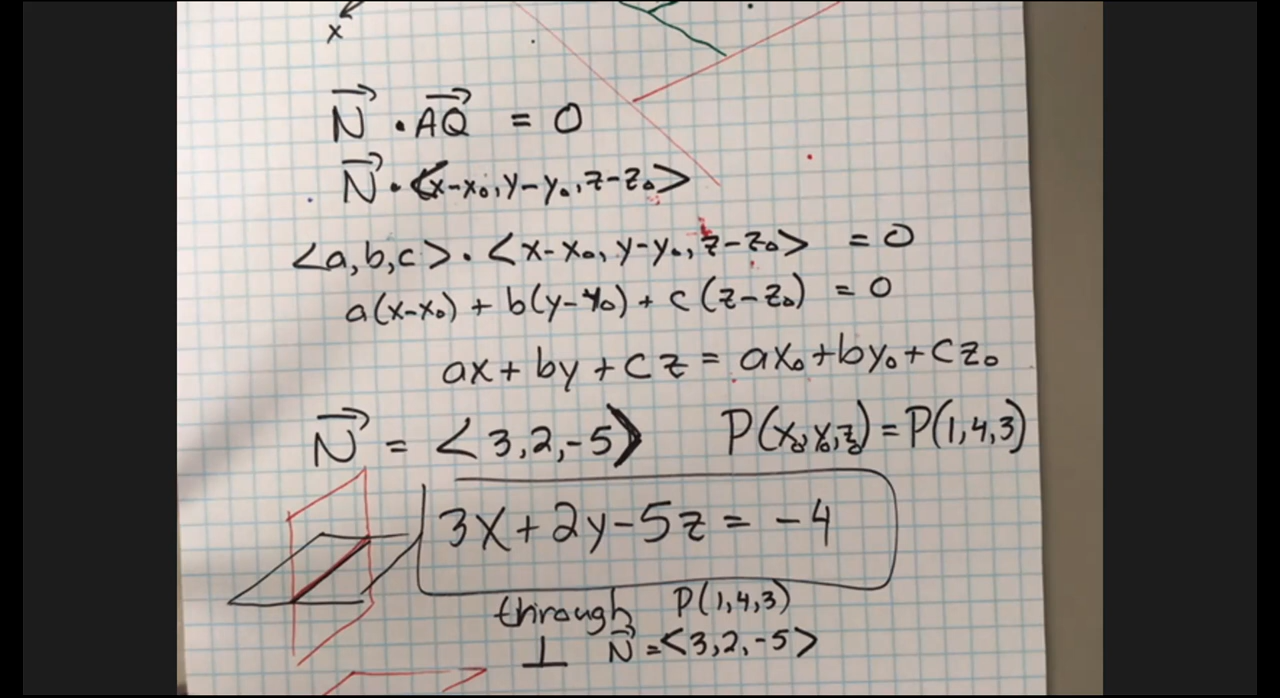 x
N⃗ · AQ⃗ = 0
N⃗ · <x-x₀, y-y₀, z-z₀>
<a,b,c> · <x-x₀, y-y₀, z-z₀> = 0
a(x-x₀) + b(y-y₀) + c(z-z₀) = 0
ax + by + cz = ax₀+by₀+cz₀
N⃗ = <3,2,-5> P(x₀,y₀,z₀) = P(1,4,3)
3x+2y-5z = -4
through P(1,4,3)
⊥ N⃗ = <3,2,-5>